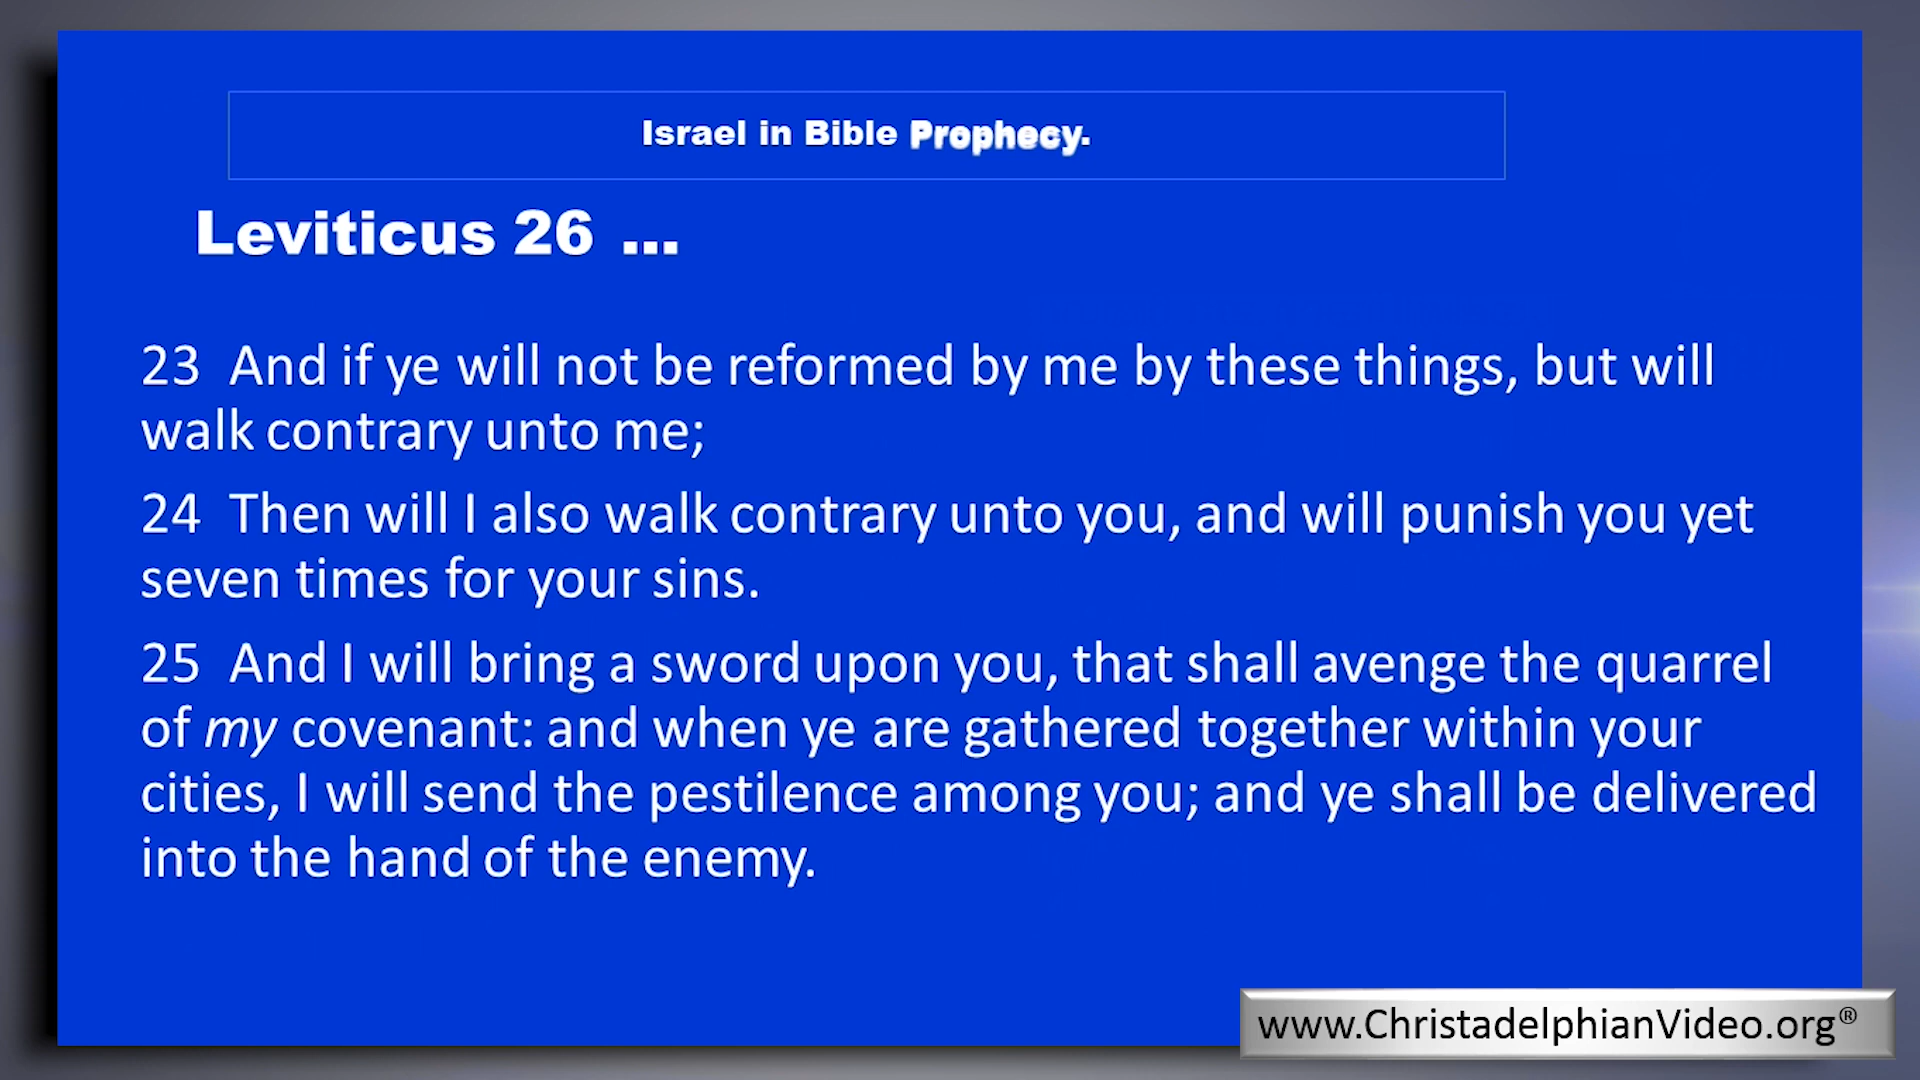 Israel in Bible Prophecy.
Leviticus 26 ...
23 And if ye will not be reformed by me by these things, but will
walk contrary unto me;
24 Then will I also walk contrary unto you, and will punish you yet
seven times for your sins.
25 And I will bring a sword upon you, that shall avenge the quarrel
of my covenant: and when ye are gathered together within your
cities, I will send the pestilence among you; and ye shall be delivered
into the hand of the enemy.
www.ChristadelphianVideo.org®